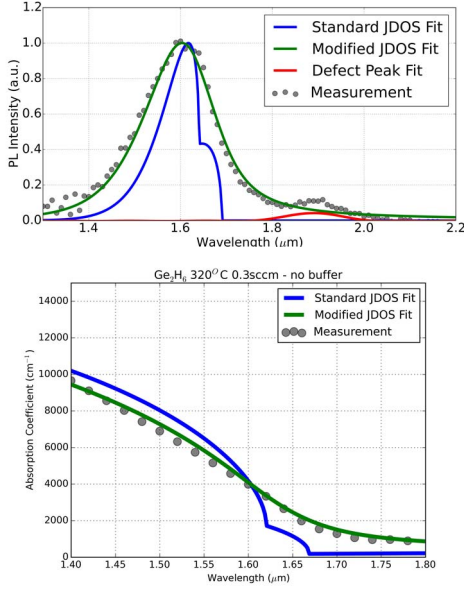 1.2
1.0
0.8
0.6
0.4
0.2
0.0
PL Intensity (a.u.)
Standard JDOS Fit
Modified JDOS Fit
Defect Peak Fit
Measurement
1.4 1.6 1.8 2.0 2.2
Wavelength (μm)
Ge₂H₆ 320°C 0.3sccm - no buffer
14000
12000
10000
8000
6000
4000
2000
0
Absorption Coefficient (cm⁻¹)
Standard JDOS Fit
Modified JDOS Fit
Measurement
1.40 1.45 1.50 1.55 1.60 1.65 1.70 1.75 1.80
Wavelength (μm)